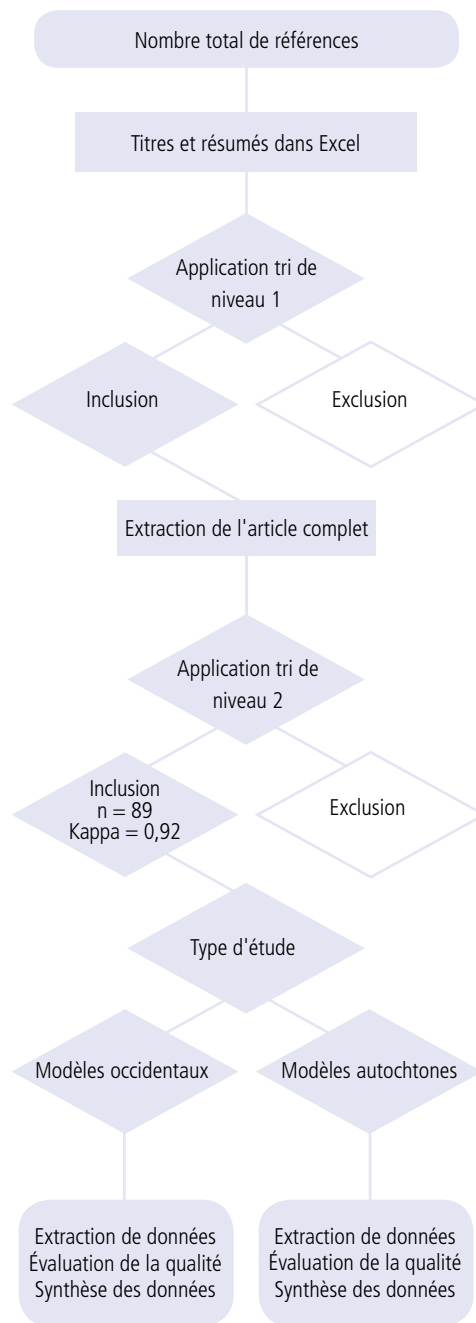 Nombre total de références
Titres et résumés dans Excel
Application tri de
niveau 1
Inclusion
Exclusion
Extraction de l'article complet
Application tri de
niveau 2
Inclusion
n = 89
Kappa = 0,92
Exclusion
Type d'étude
Modèles occidentaux
Modèles autochtones
Extraction de données
Évaluation de la qualité
Synthèse des données
Extraction de données
Évaluation de la qualité
Synthèse des données